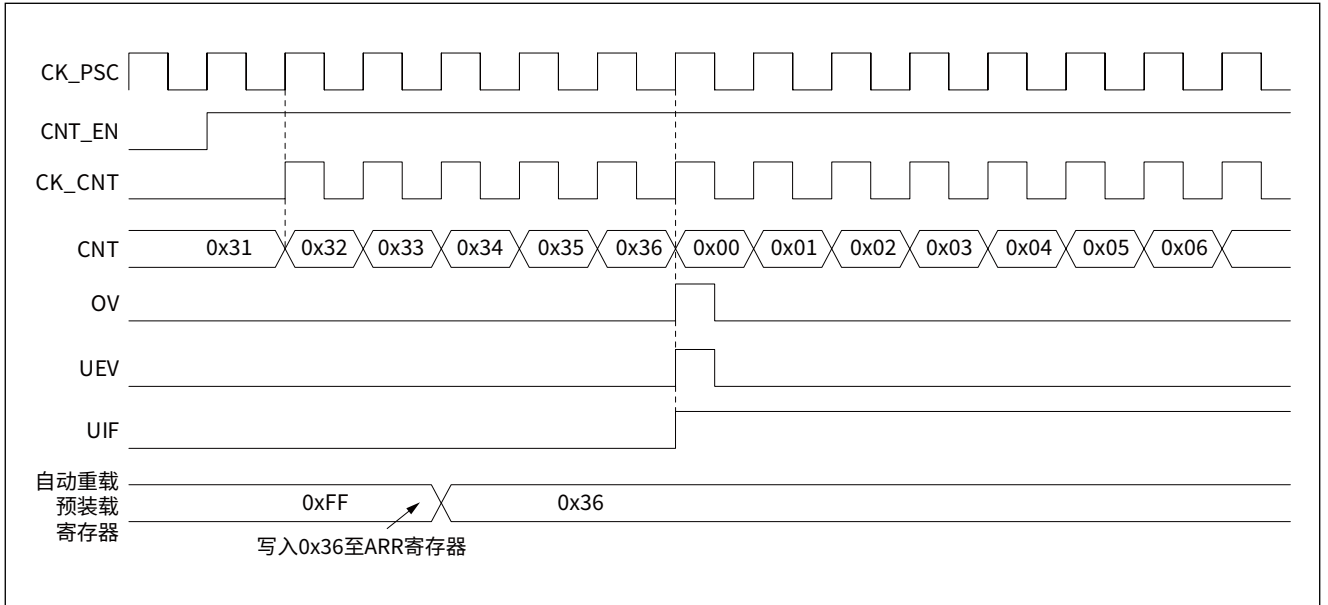 CK_PSC
CNT_EN
CK_CNT
CNT 0x31 0x32 0x33 0x34 0x35 0x36 0x00 0x01 0x02 0x03 0x04 0x05 0x06
OV
UEV
UIF
自动重载
预装载
寄存器
0xFF 0x36
写入0x36至ARR寄存器